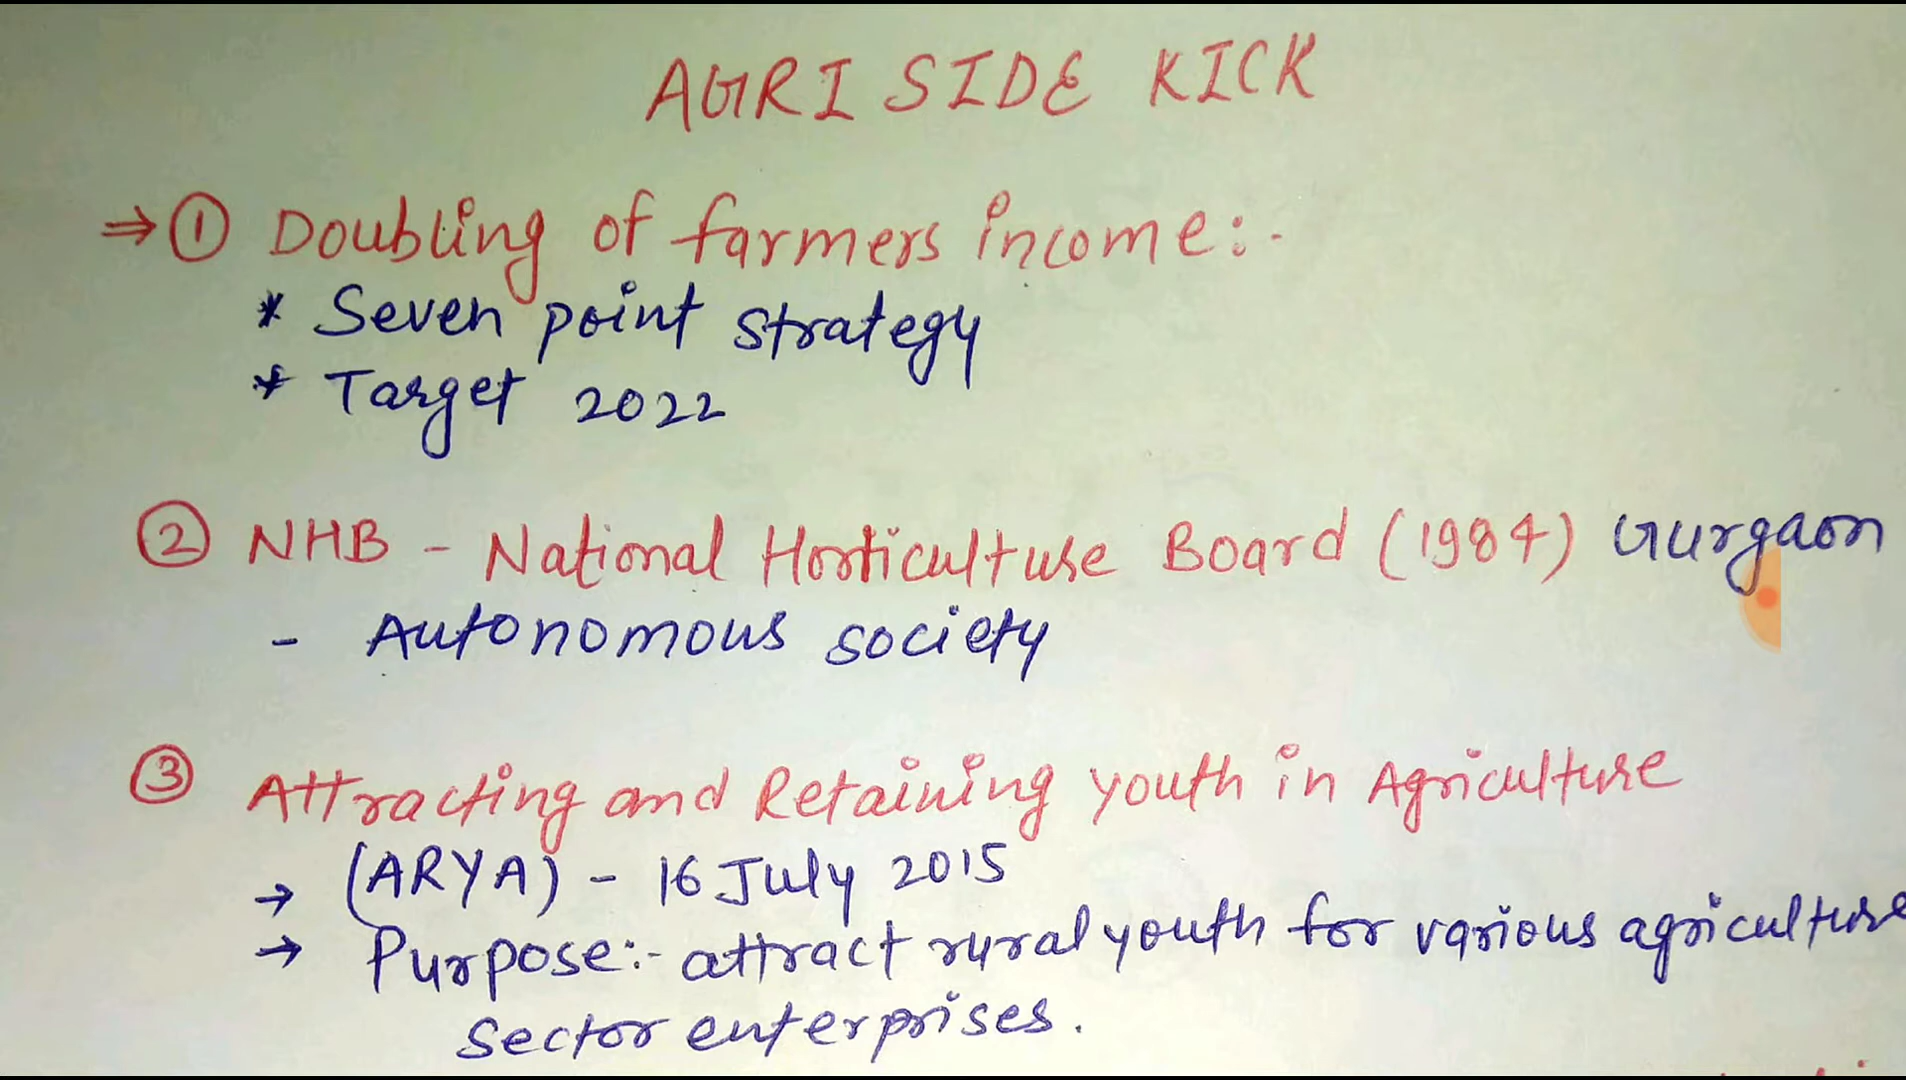 AGRI SIDE KICK
⇒ ① Doubling of farmers income:-
* Seven point strategy
* Target 2022
② NHB - National Horticulture Board (1984) Gurgaon
- Autonomous society
③ Attracting and Retaining youth in Agriculture
→ (ARYA) - 16 July 2015
→ Purpose:- attract rural youth for various agriculture
sector enterprises.